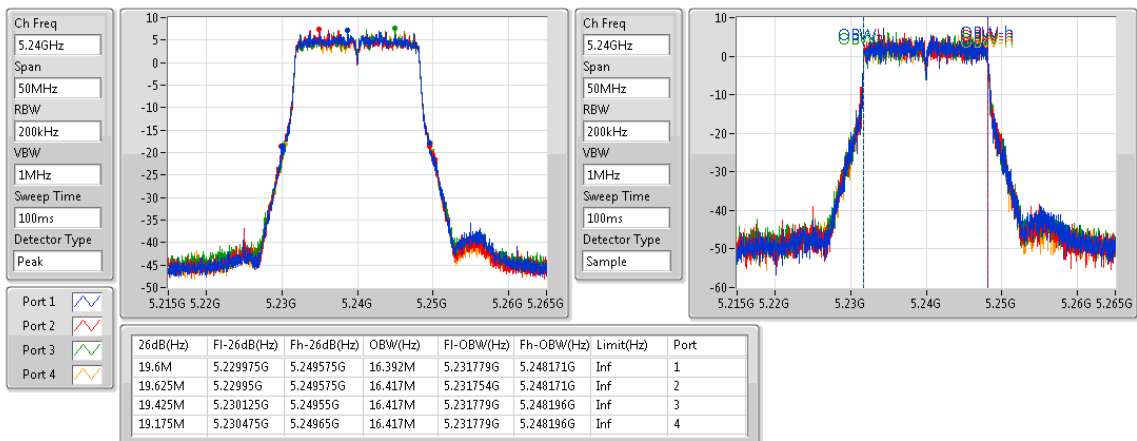 Ch Freq
5.24GHz
Span
50MHz
RBW
200kHz
VBW
1MHz
Sweep Time
100ms
Detector Type
Peak
10
5
0
-5
-10
-15
-20
-25
-30
-35
-40
-45
-50
5.215G 5.22G 5.23G 5.24G 5.25G 5.26G 5.265G
Ch Freq
5.24GHz
Span
50MHz
RBW
200kHz
VBW
1MHz
Sweep Time
100ms
Detector Type
Sample
10
0
-10
-20
-30
-40
-50
-60
5.215G 5.22G 5.23G 5.24G 5.25G 5.26G 5.265G
Port 1
Port 2
Port 3
Port 4
26dB(Hz) Fl-26dB(Hz) Fh-26dB(Hz) OBW(Hz) Fl-OBW(Hz) Fh-OBW(Hz) Limit(Hz) Port
19.6M 5.229975G 5.249575G 16.392M 5.231779G 5.248171G Inf 1
19.625M 5.22995G 5.249575G 16.417M 5.231754G 5.248171G Inf 2
19.425M 5.230125G 5.24955G 16.417M 5.231779G 5.248196G Inf 3
19.175M 5.230475G 5.24965G 16.417M 5.231779G 5.248196G Inf 4